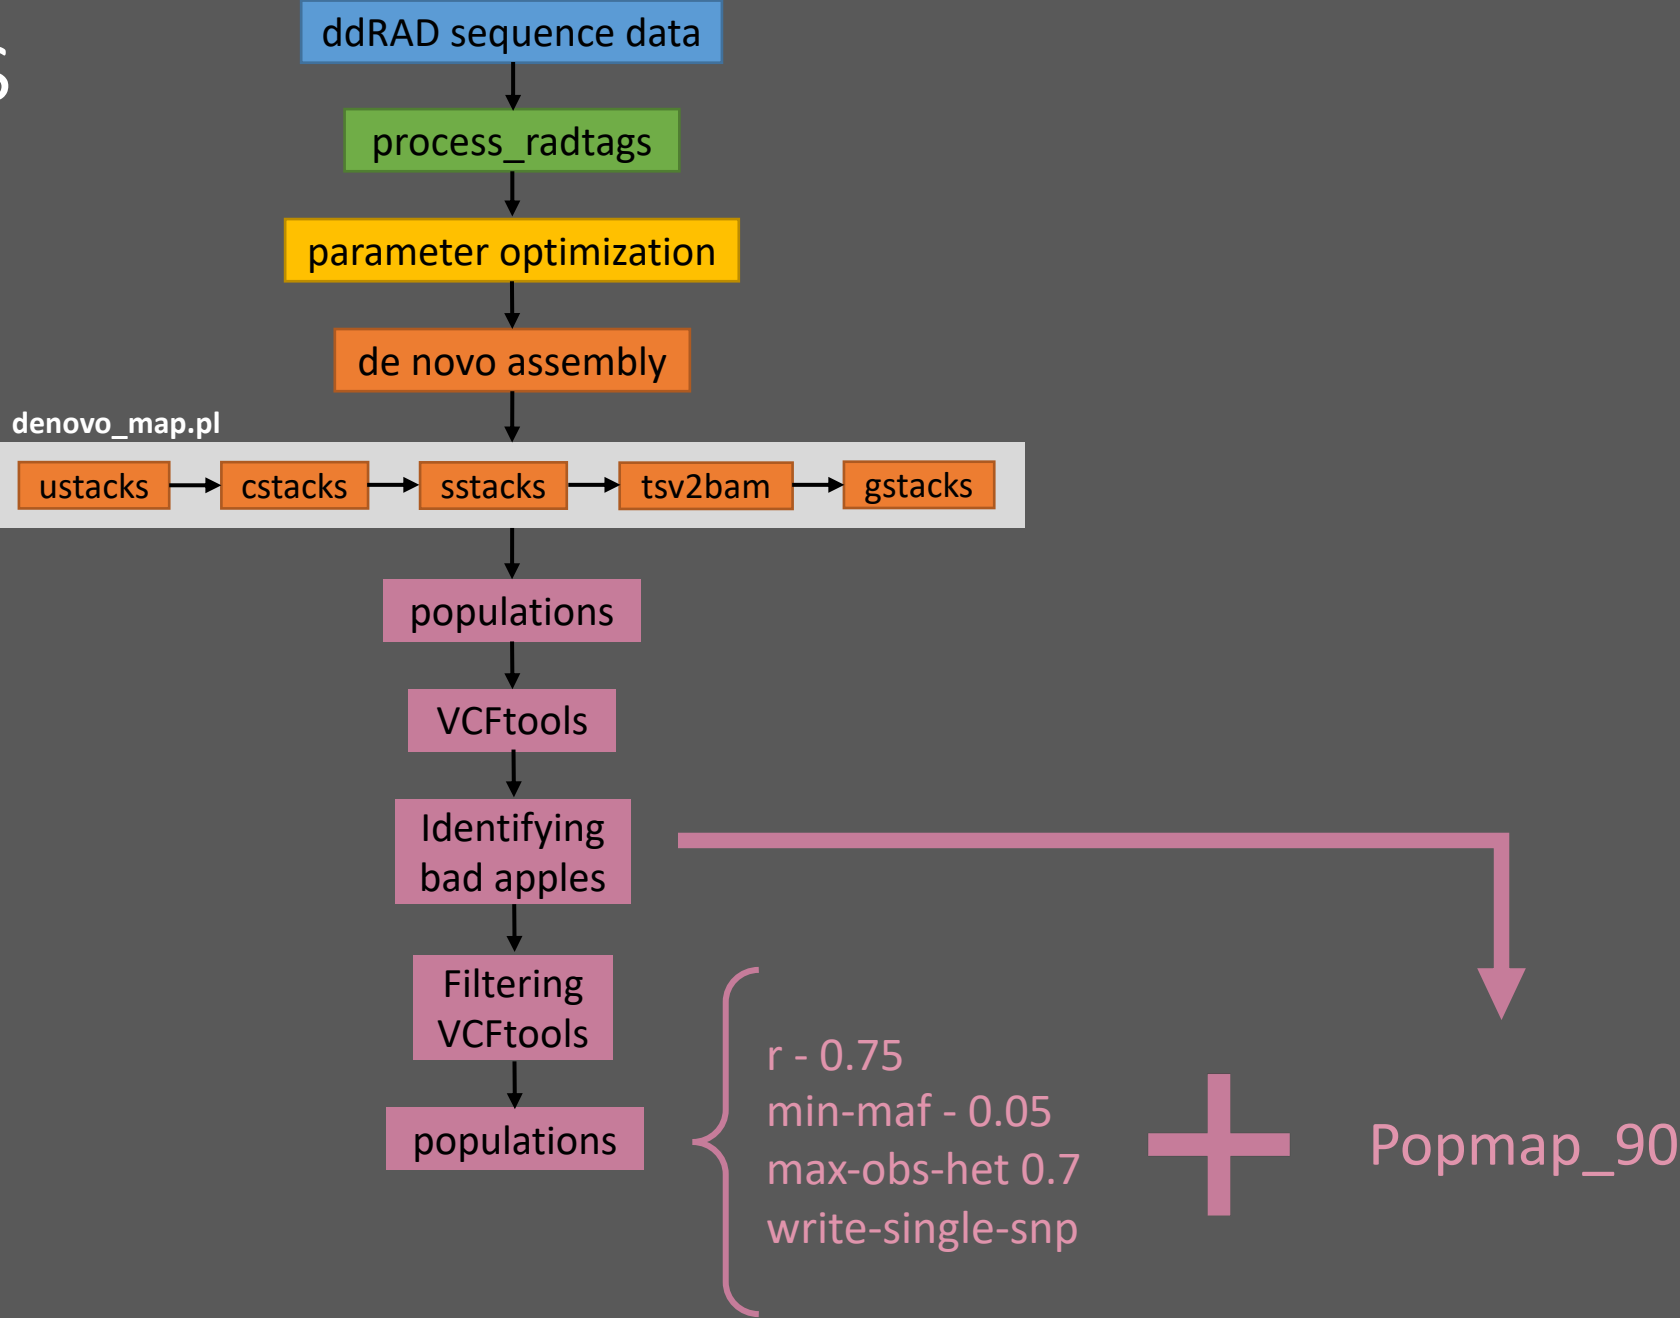 ddRAD sequence data
process_radtags
parameter optimization
de novo assembly
denovo_map.pl
ustacks
cstacks
sstacks
tsv2bam
gstacks
populations
VCFtools
Identifying
bad apples
Filtering
VCFtools
populations
r - 0.75
min-maf - 0.05
max-obs-het 0.7
write-single-snp
Popmap_90